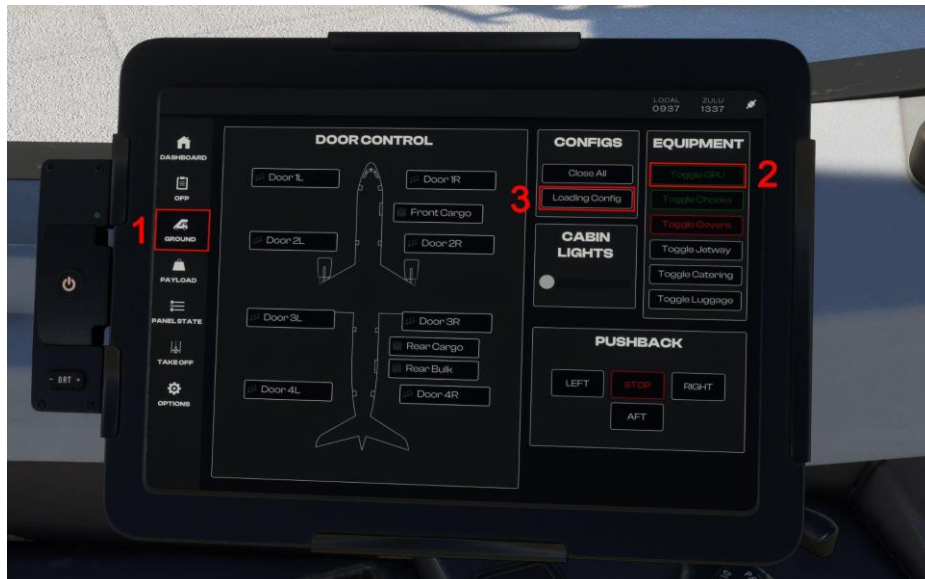 LOCAL
0937
ZULU
1337
DASHBOARD
OFP
1
GROUND
PAYLOAD
PANEL STATE
TAKE OFF
OPTIONS
- BRT +
DOOR CONTROL
Door 1L
Door 1R
Front Cargo
Door 2L
Door 2R
Door 3L
Door 3R
Rear Cargo
Rear Bulk
Door 4L
Door 4R
CONFIGS
Close All
3
Loading Config
CABIN
LIGHTS
EQUIPMENT
Toggle GPU
2
Toggle Chocks
Toggle Covers
Toggle Jetway
Toggle Catering
Toggle Luggage
PUSHBACK
LEFT
STOP
RIGHT
AFT